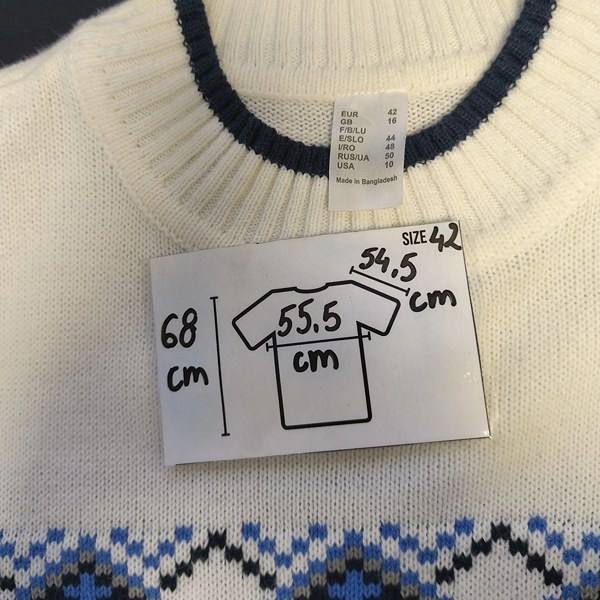 EUR 42
GB 16
F/B/LU
E/SLO 44
I/RO 48
RUS/UA 50
USA 10
Made in Bangladesh
SIZE 42
54.5
cm
68
cm
55.5
cm